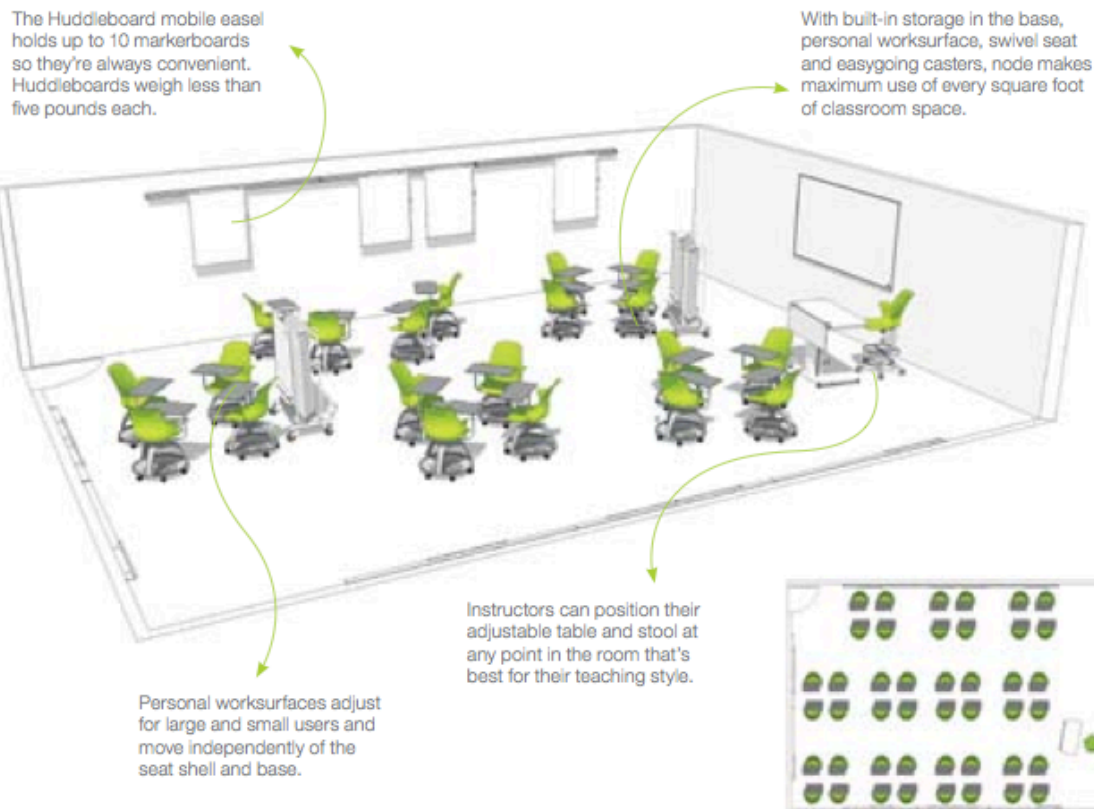 The Huddleboard mobile easel
holds up to 10 markerboards
so they're always convenient.
Huddleboards weigh less than
five pounds each.
With built-in storage in the base,
personal worksurface, swivel seat
and easygoing casters, node makes
maximum use of every square foot
of classroom space.
Instructors can position their
adjustable table and stool at
any point in the room that's
best for their teaching style.
Personal worksurfaces adjust
for large and small users and
move independently of the
seat shell and base.